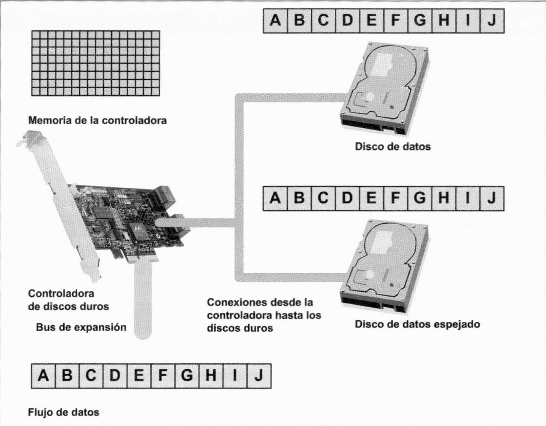 A B C D E F G H I J
Memoria de la controladora
Disco de datos
A B C D E F G H I J
Controladora
de discos duros
Bus de expansión
Conexiones desde la
controladora hasta los
discos duros
Disco de datos espejado
A B C D E F G H I J
Flujo de datos